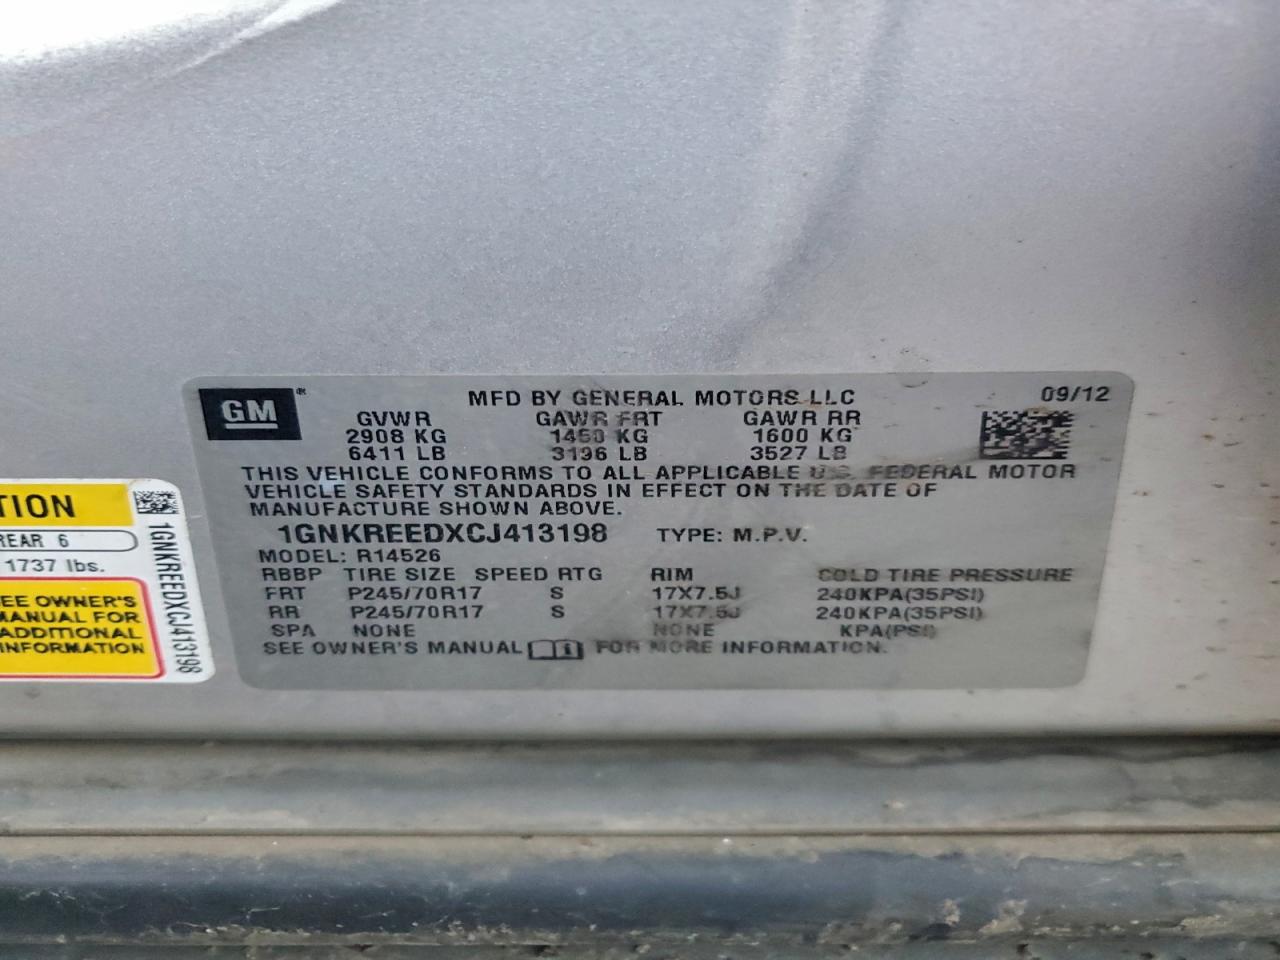 GM
MFD BY GENERAL MOTORS LLC 09/12
GVWR GAWR FRT GAWR RR
2908 KG 1450 KG 1600 KG
6411 LB 3196 LB 3527 LB
THIS VEHICLE CONFORMS TO ALL APPLICABLE U.S. FEDERAL MOTOR
VEHICLE SAFETY STANDARDS IN EFFECT ON THE DATE OF
MANUFACTURE SHOWN ABOVE.
1GNKREEDXCJ413198 TYPE: M.P.V.
MODEL: R14526
RBBP TIRE SIZE SPEED RTG RIM COLD TIRE PRESSURE
FRT P245/70R17 S 17X7.5J 240KPA(35PSI)
RR P245/70R17 S 17X7.5J 240KPA(35PSI)
SPA NONE NONE KPA(PSI)
SEE OWNER'S MANUAL FOR MORE INFORMATION.
TION
REAR 6
1737 lbs.
EE OWNER'S
MANUAL FOR
ADDITIONAL
INFORMATION
1GNKREEDXCJ413198